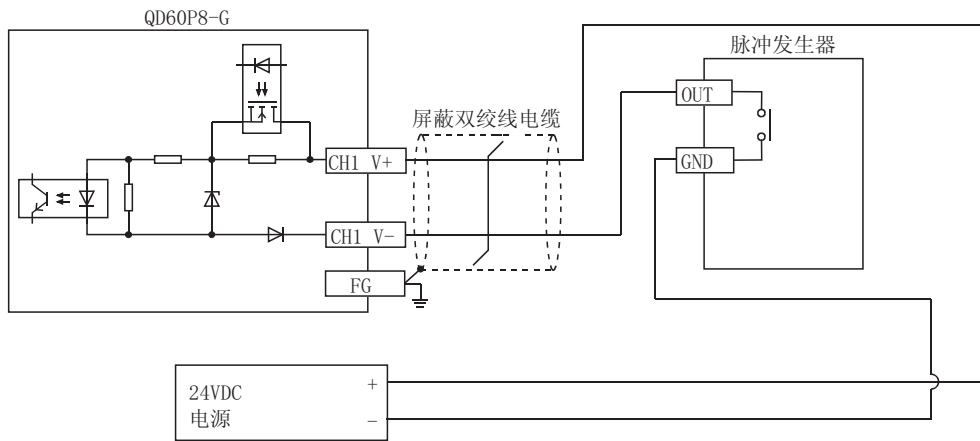 QD60P8-G
脉冲发生器
OUT
屏蔽双绞线电缆
CH1 V+
GND
CH1 V-
FG
24VDC
电源
+
-